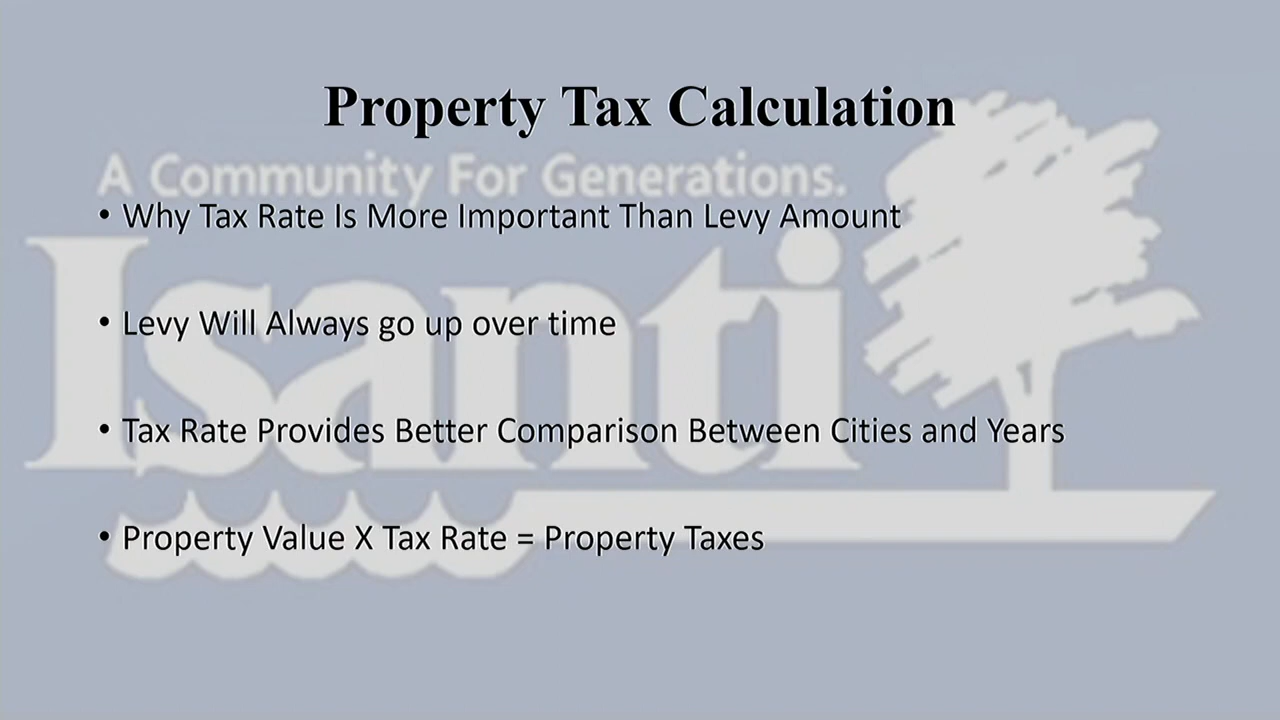 Property Tax Calculation
A Community For Generations.
• Why Tax Rate Is More Important Than Levy Amount
Isanti
• Levy Will Always go up over time
• Tax Rate Provides Better Comparison Between Cities and Years
• Property Value X Tax Rate = Property Taxes